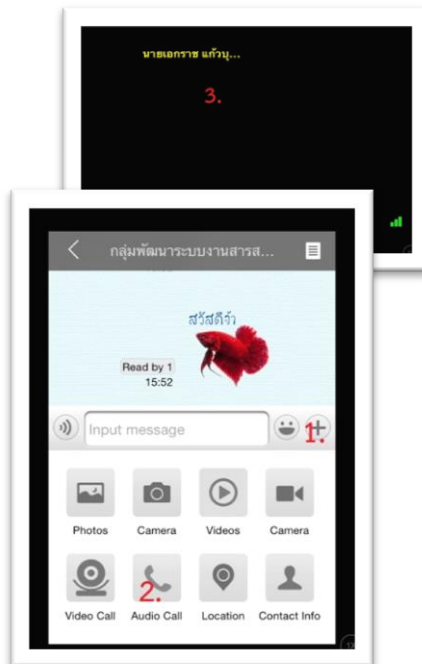 นายเอกราช แก้วบุ...
3.
กลุ่มพัฒนาระบบงานสารส...
สวัสดีจ้า
Read by 1
15:52
Input message
1.
Photos
Camera
Videos
Camera
2.
Video Call
Audio Call
Location
Contact Info